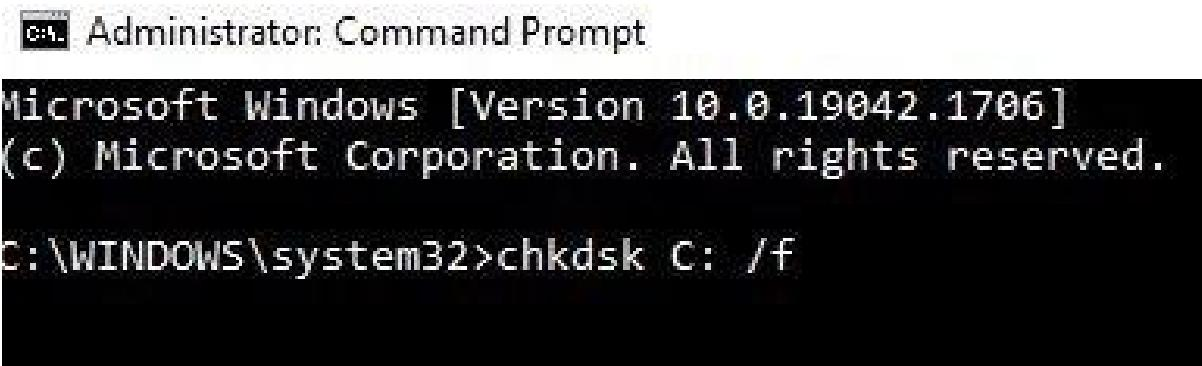 Administrator: Command Prompt
Microsoft Windows [Version 10.0.19042.1706]
(c) Microsoft Corporation. All rights reserved.
C:\WINDOWS\system32>chkdsk C: /f